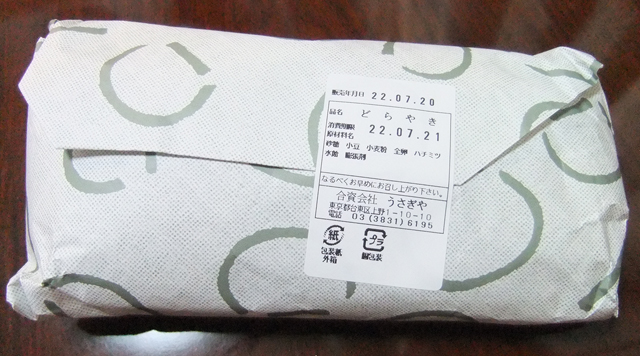 販売年月日 22.07.20
品名 どらやき
消費期限 22.07.21
原材料名
砂糖 小豆 小麦粉 全卵 ハチミツ
水飴 膨張剤
なるべくお早めにお召し上がり下さい。
合資会社 うさぎや
東京都台東区上野1-10-10
電話 03(3831)6195
紙 プラ
包装紙 個包装
外箱